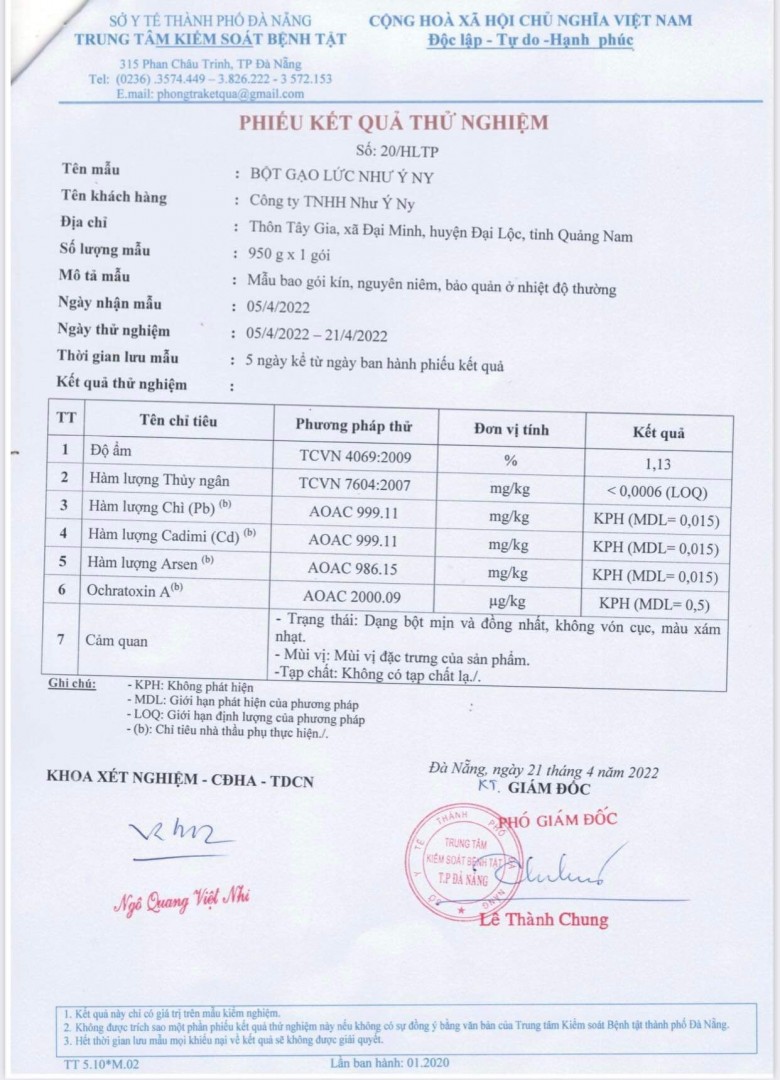 SỞ Y TẾ THÀNH PHỐ ĐÀ NẴNG
TRUNG TÂM KIỂM SOÁT BỆNH TẬT
315 Phan Châu Trinh, TP Đà Nẵng
Tel: (0236) .3574.449 – 3.826.222 - 3 572.153
E.mail: phongtraketqua@gmail.com
CỘNG HOÀ XÃ HỘI CHỦ NGHĨA VIỆT NAM
Độc lập - Tự do -Hạnh phúc
PHIẾU KẾT QUẢ THỬ NGHIỆM
Số: 20/HLTP
Tên mẫu : BỘT GẠO LỨC NHƯ Ý NY
Tên khách hàng : Công ty TNHH Như Ý Ny
Địa chỉ : Thôn Tây Gia, xã Đại Minh, huyện Đại Lộc, tỉnh Quảng Nam
Số lượng mẫu : 950 g x 1 gói
Mô tả mẫu : Mẫu bao gói kín, nguyên niêm, bảo quản ở nhiệt độ thường
Ngày nhận mẫu : 05/4/2022
Ngày thử nghiệm : 05/4/2022 – 21/4/2022
Thời gian lưu mẫu : 5 ngày kể từ ngày ban hành phiếu kết quả
Kết quả thử nghiệm :
TT Tên chỉ tiêu Phương pháp thử Đơn vị tính Kết quả
1 Độ ẩm TCVN 4069:2009 % 1,13
2 Hàm lượng Thủy ngân TCVN 7604:2007 mg/kg < 0,0006 (LOQ)
3 Hàm lượng Chì (Pb) (b) AOAC 999.11 mg/kg KPH (MDL= 0,015)
4 Hàm lượng Cadimi (Cd) (b) AOAC 999.11 mg/kg KPH (MDL= 0,015)
5 Hàm lượng Arsen (b) AOAC 986.15 mg/kg KPH (MDL= 0,015)
6 Ochratoxin A(b) AOAC 2000.09 µg/kg KPH (MDL= 0,5)
7 Cảm quan - Trạng thái: Dạng bột mịn và đồng nhất, không vón cục, màu xám
nhạt.
- Mùi vị: Mùi vị đặc trưng của sản phẩm.
-Tạp chất: Không có tạp chất lạ./.
Ghi chú: - KPH: Không phát hiện
- MDL: Giới hạn phát hiện của phương pháp
- LOQ: Giới hạn định lượng của phương pháp
- (b): Chỉ tiêu nhà thầu phụ thực hiện./.
KHOA XÉT NGHIỆM - CĐHA - TDCN
Ngô Quang Việt Nhi
Đà Nẵng, ngày 21 tháng 4 năm 2022
KT. GIÁM ĐỐC
PHÓ GIÁM ĐỐC
SỞ Y TẾ THÀNH PHỐ ĐÀ NẴNG
TRUNG TÂM
KIỂM SOÁT BỆNH TẬT
T.P ĐÀ NẴNG
Lê Thành Chung
1. Kết quả này chỉ có giá trị trên mẫu kiểm nghiệm.
2. Không được trích sao một phần phiếu kết quả thử nghiệm này nếu không có sự đồng ý bằng văn bản của Trung tâm Kiểm soát Bệnh tật thành phố Đà Nẵng.
3. Hết thời gian lưu mẫu mọi khiếu nại về kết quả sẽ không được giải quyết.
TT 5.10*M.02 Lần ban hành: 01.2020